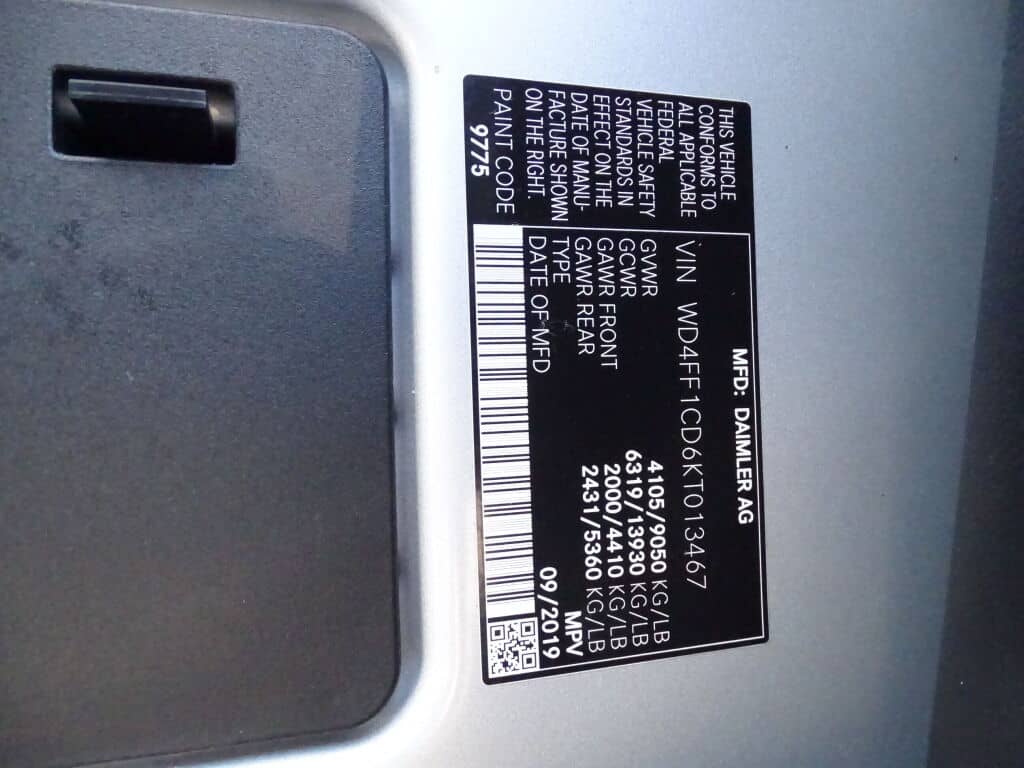 MFD: DAIMLER AG
THIS VEHICLE
CONFORMS TO
ALL APPLICABLE
FEDERAL
VEHICLE SAFETY
STANDARDS IN
EFFECT ON THE
DATE OF MANU-
FACTURE SHOWN
ON THE RIGHT.
PAINT CODE
9775
VIN WD4FF1CD6KT013467
GVWR 4105/9050 KG/LB
GCWR 6319/13930 KG/LB
GAWR FRONT 2000/4410 KG/LB
GAWR REAR 2431/5360 KG/LB
TYPE MPV
DATE OF MFD 09/2019